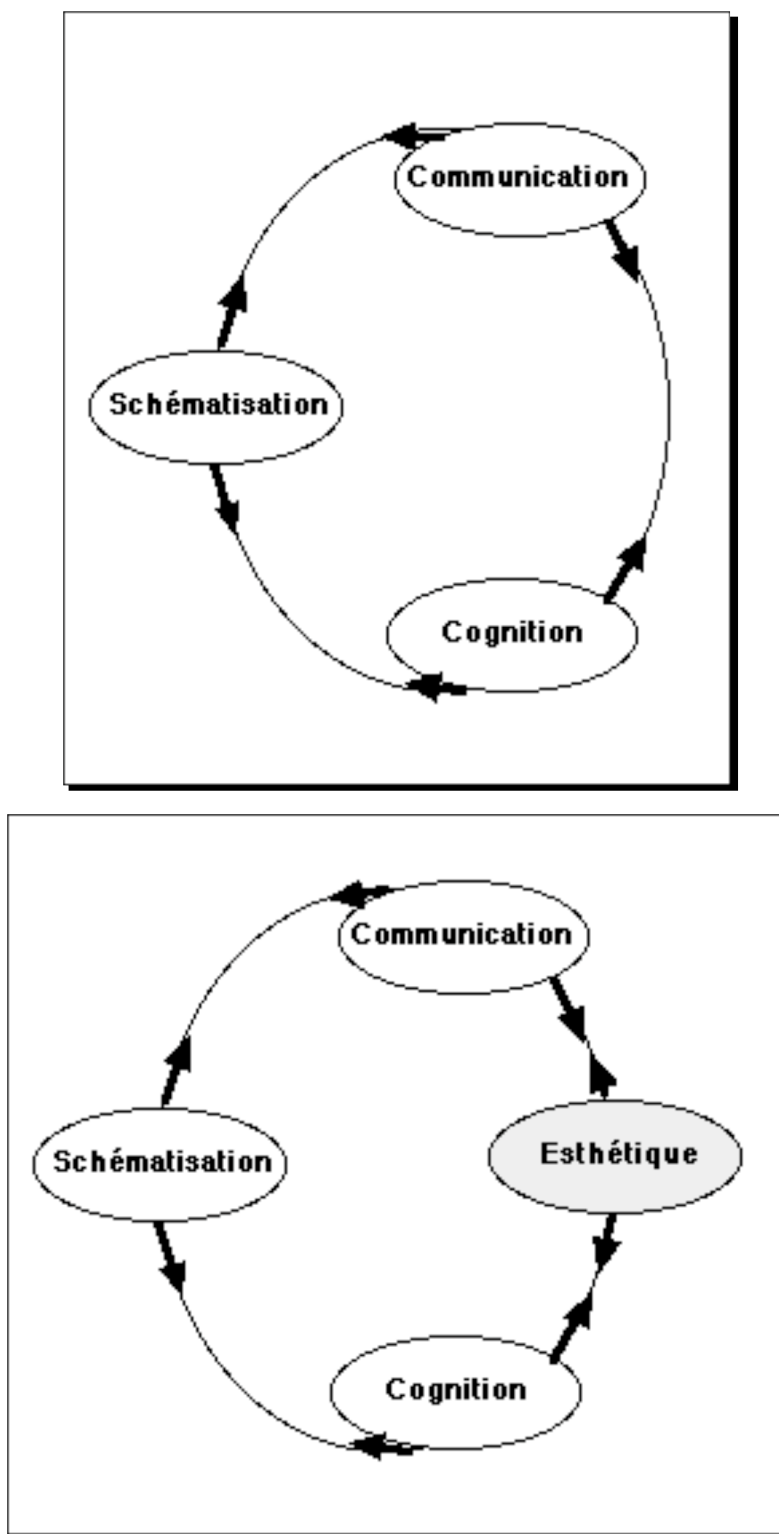 Communication
Schématisation
Cognition
Communication
Esthétique
Schématisation
Cognition